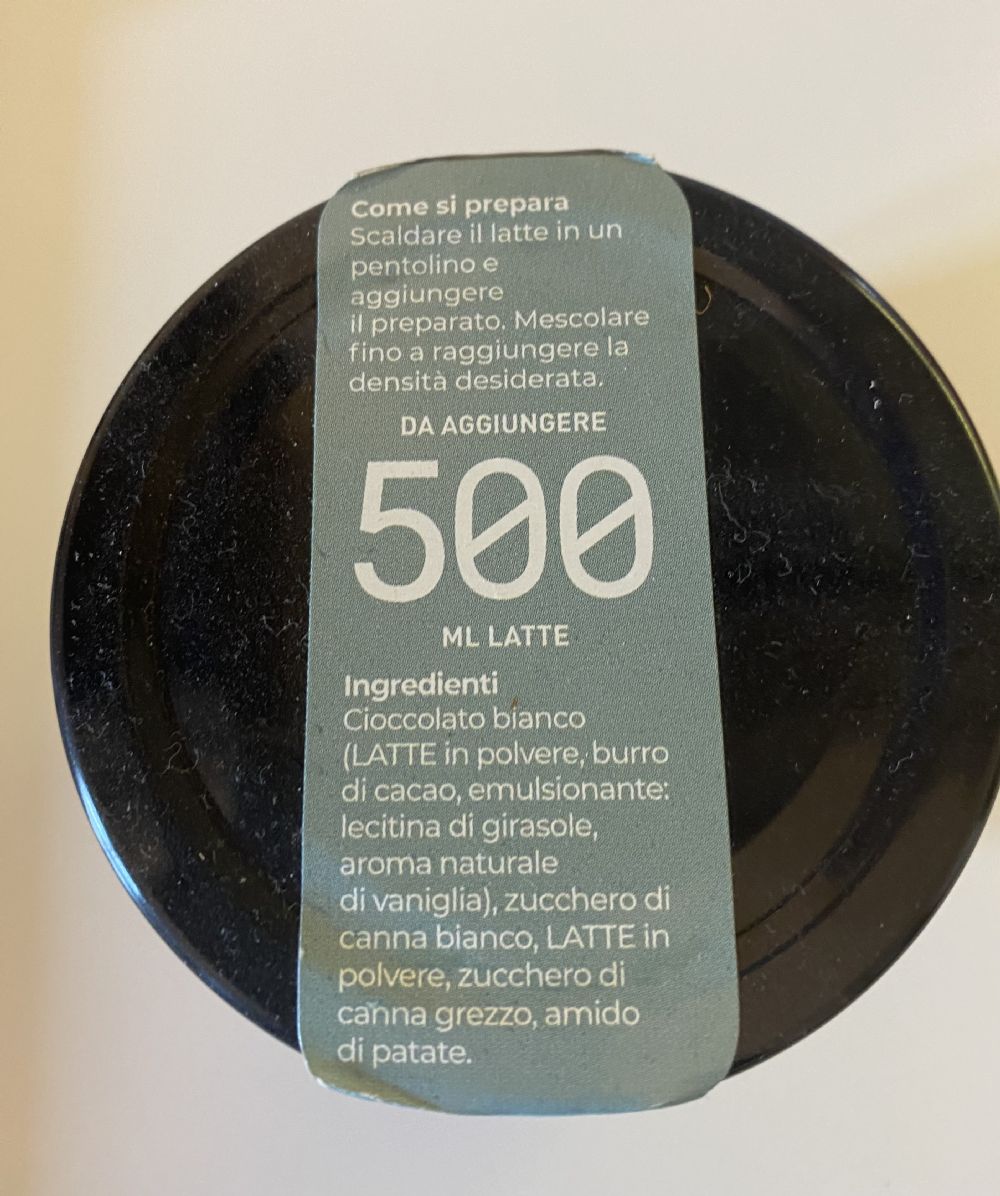 Come si prepara
Scaldare il latte in un
pentolino e
aggiungere
il preparato. Mescolare
fino a raggiungere la
densità desiderata.
DA AGGIUNGERE
500
ML LATTE
Ingredienti
Cioccolato bianco
(LATTE in polvere, burro
di cacao, emulsionante:
lecitina di girasole,
aroma naturale
di vaniglia), zucchero di
canna bianco, LATTE in
polvere, zucchero di
canna grezzo, amido
di patate.